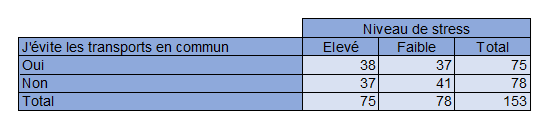 Niveau de stress
J'évite les transports en commun Elevé Faible Total
Oui 38 37 75
Non 37 41 78
Total 75 78 153